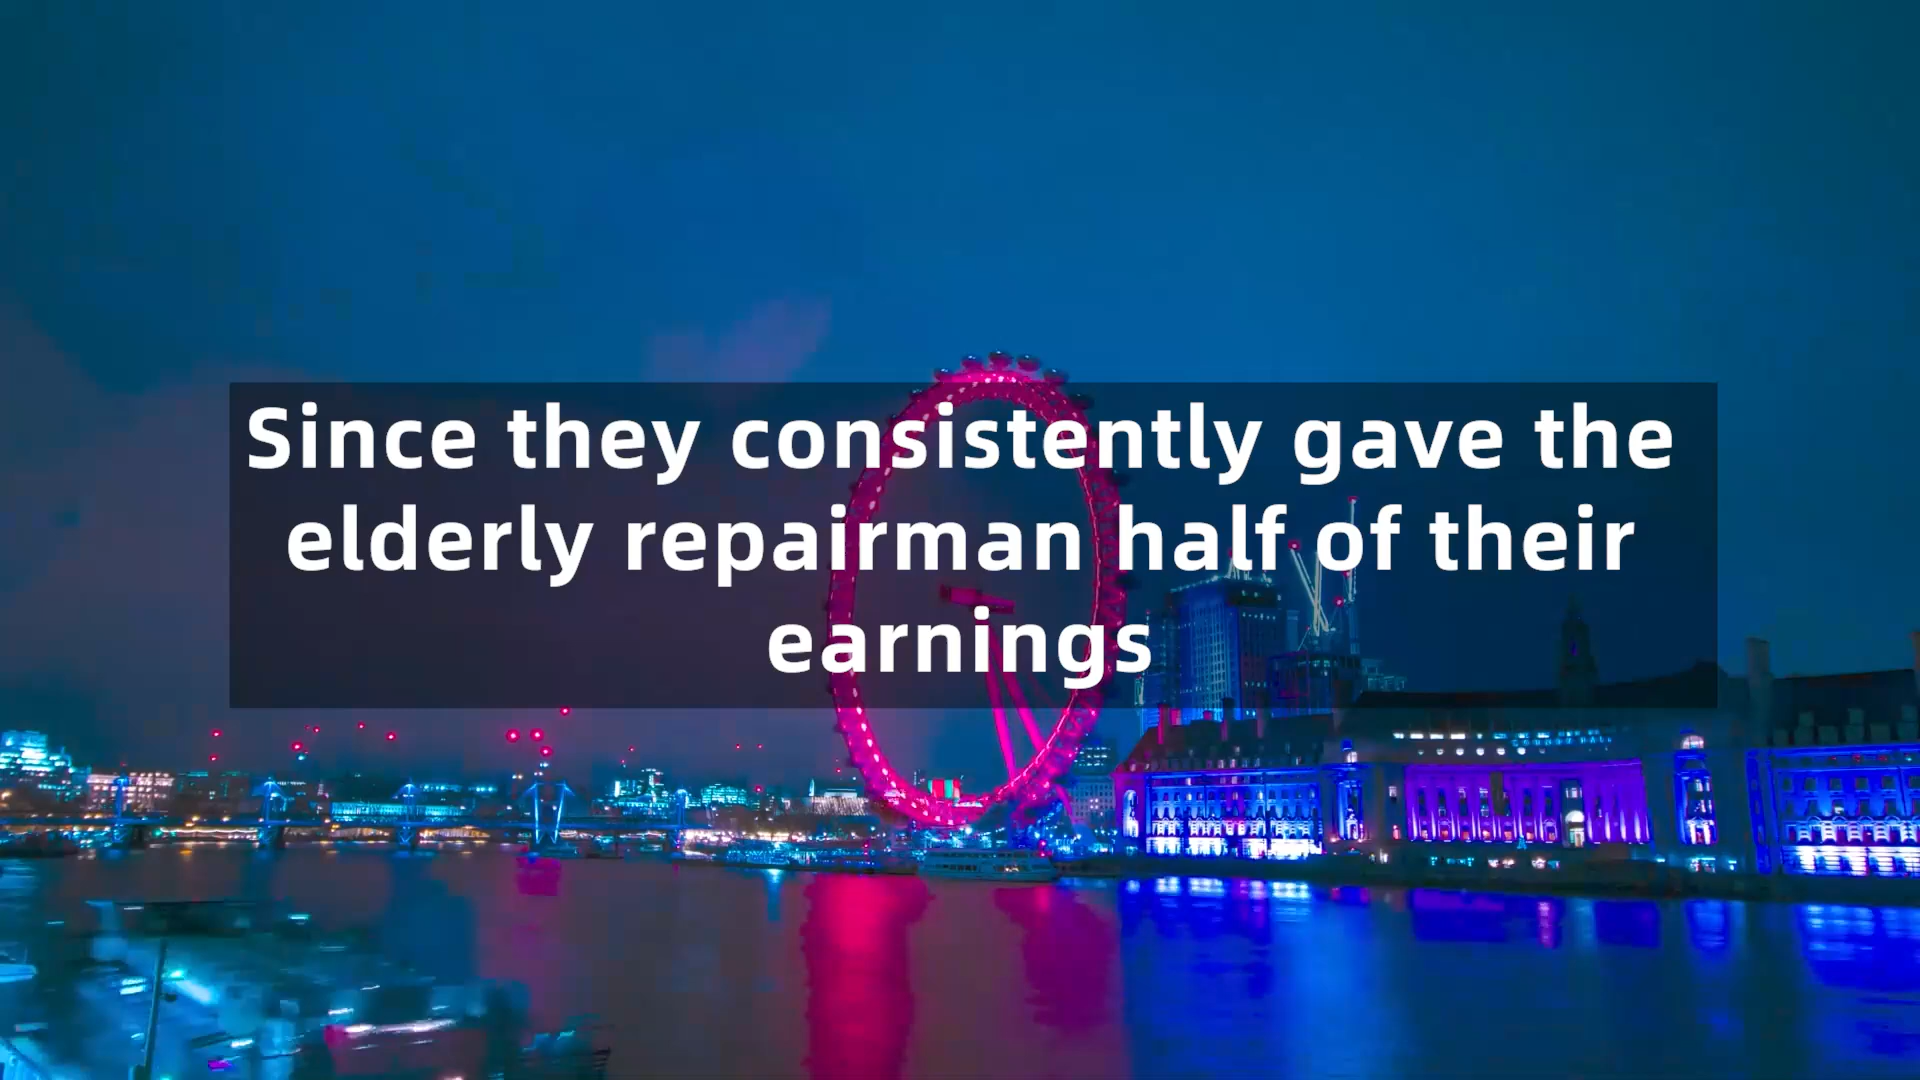 Since they consistently gave the
elderly repairman half of their
earnings